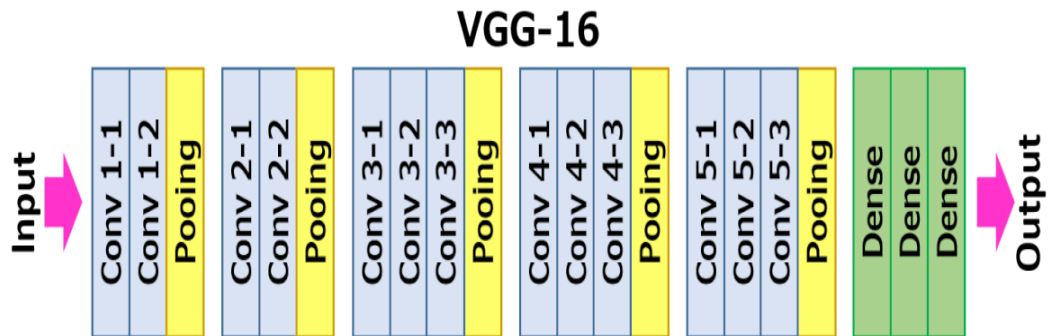 VGG-16
Input
Conv 1-1
Conv 1-2
Pooing
Conv 2-1
Conv 2-2
Pooing
Conv 3-1
Conv 3-2
Conv 3-3
Pooing
Conv 4-1
Conv 4-2
Conv 4-3
Pooing
Conv 5-1
Conv 5-2
Conv 5-3
Pooing
Dense
Dense
Dense
Output